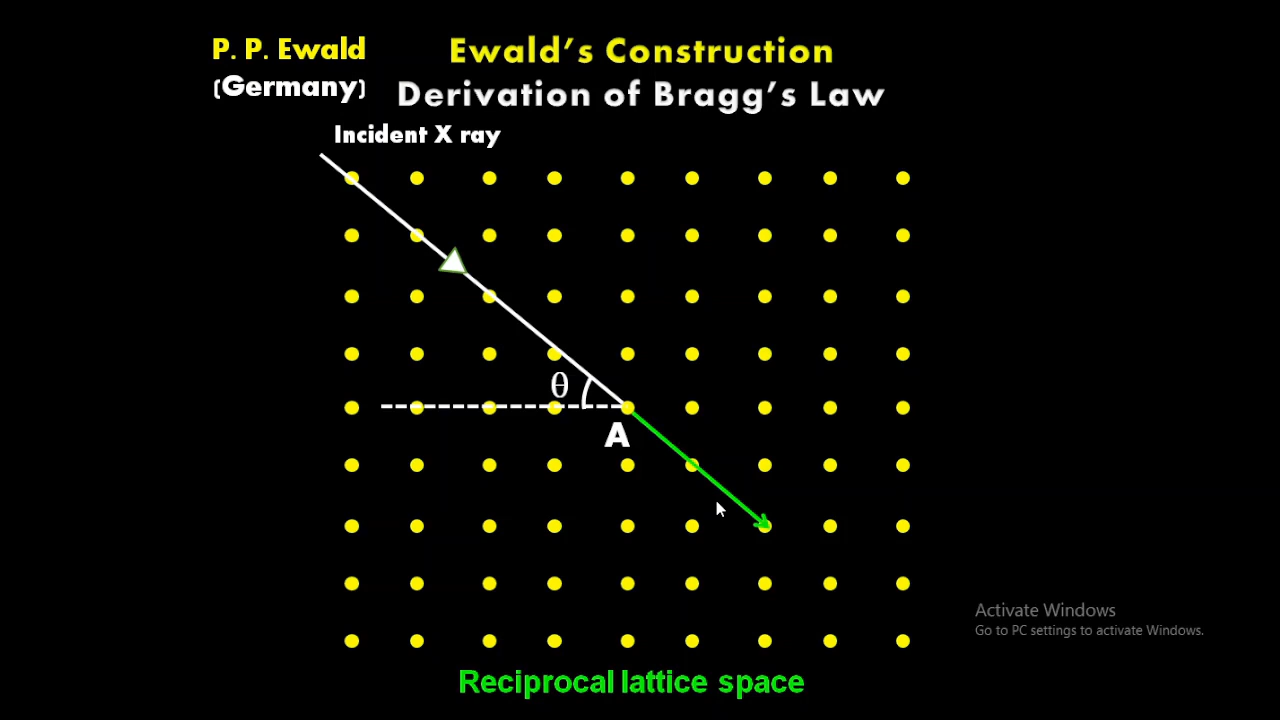 P. P. Ewald
(Germany)
Ewald's Construction
Derivation of Bragg's Law
Incident X ray
θ
A
Activate Windows
Go to PC settings to activate Windows.
Reciprocal lattice space